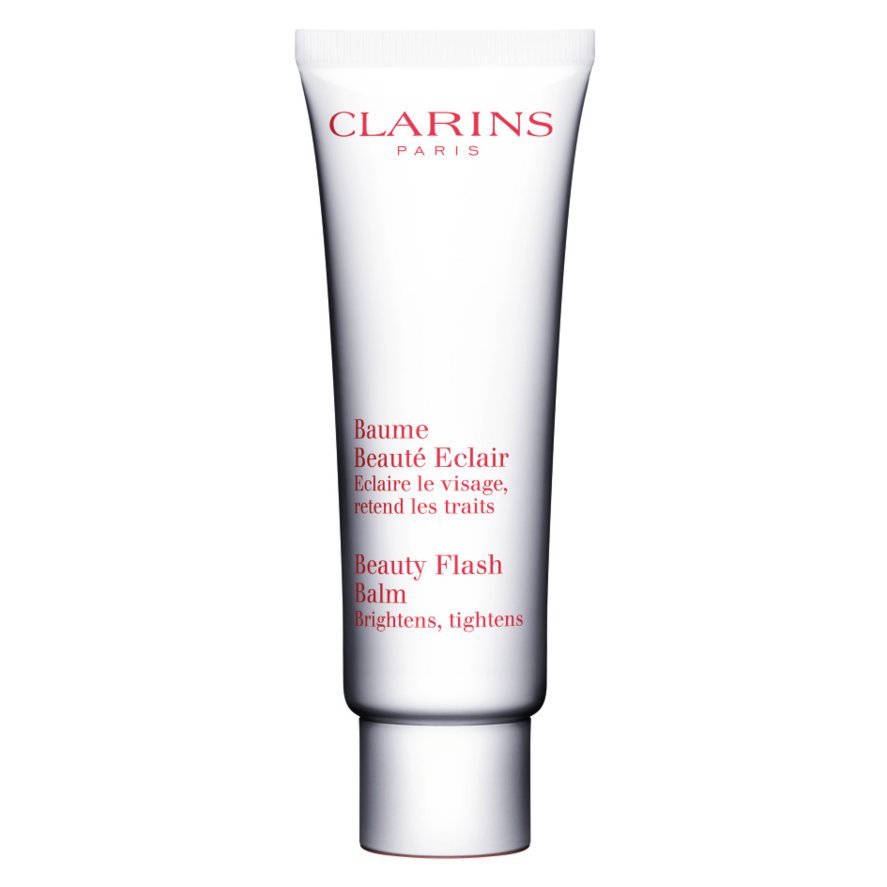 CLARINS
PARIS
Baume
Beauté Eclair
Eclaire le visage,
retend les traits
Beauty Flash
Balm
Brightens, tightens